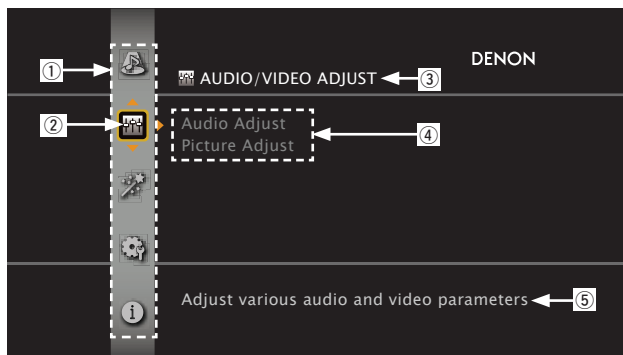 DENON
① AUDIO/VIDEO ADJUST ③
② Audio Adjust
Picture Adjust ④
Adjust various audio and video parameters ⑤
i